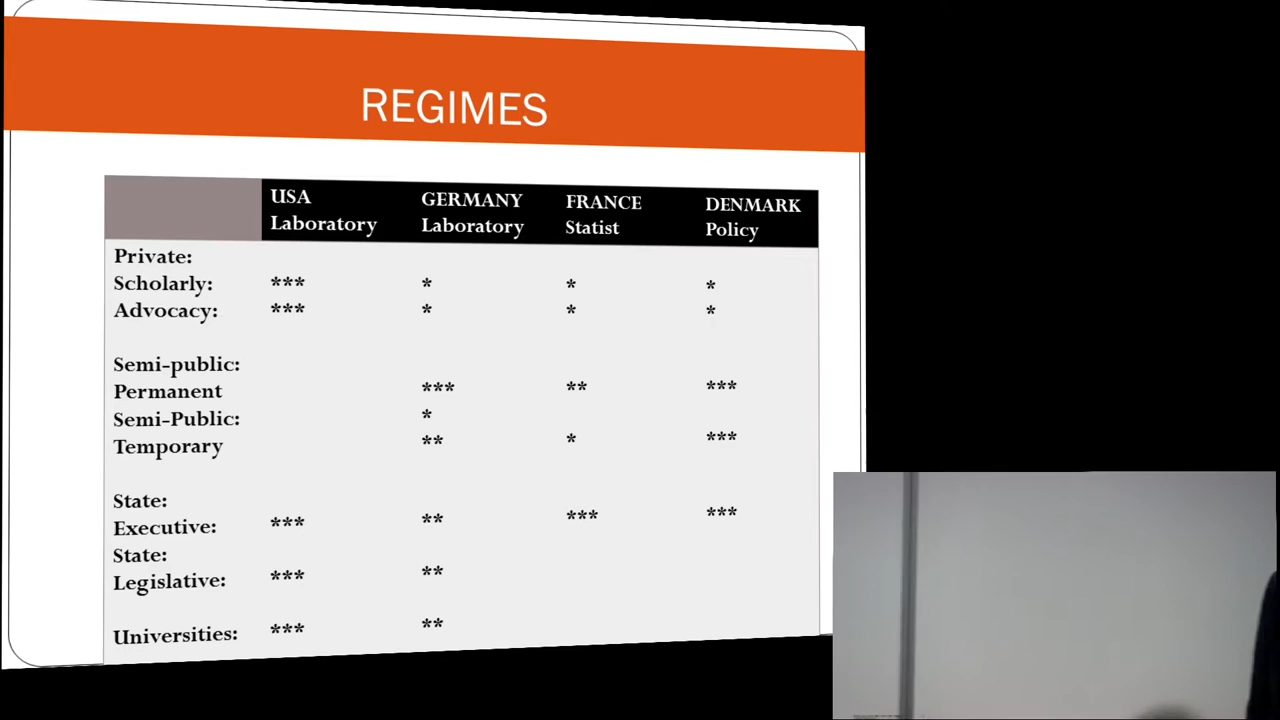 REGIMES
USA GERMANY FRANCE DENMARK
Laboratory Laboratory Statist Policy
Private:
Scholarly: *** * * *
Advocacy: *** * * *
Semi-public:
Permanent *** ** ***
Semi-Public: *
Temporary ** * ***
State:
Executive: *** ** *** ***
State:
Legislative: *** **
Universities: *** **